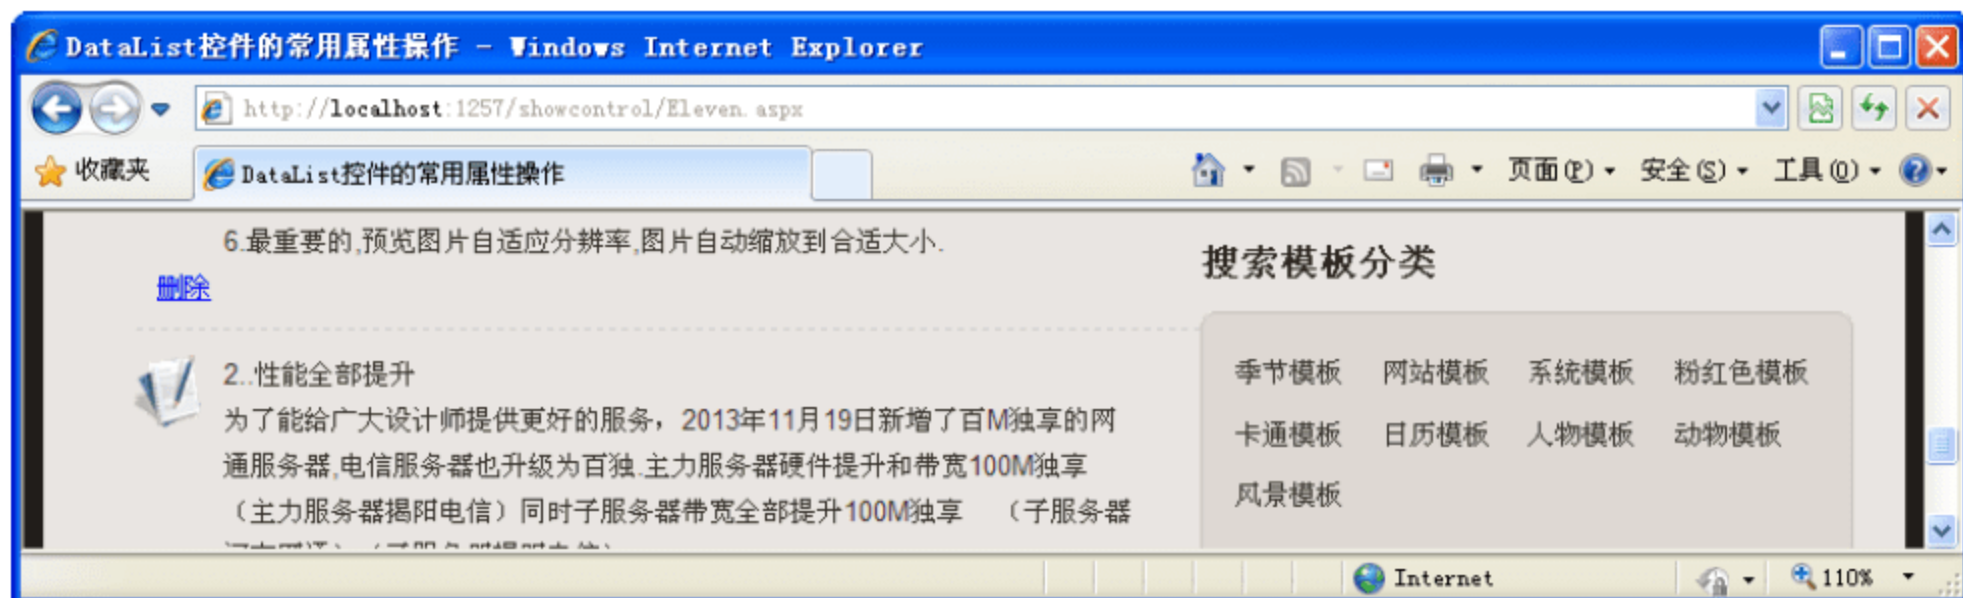 DataList控件的常用属性操作 - Windows Internet Explorer
http://localhost:1257/showcontrol/Eleven.aspx
收藏夹
DataList控件的常用属性操作
页面(P)
安全(S)
工具(O)
6.最重要的,预览图片自适应分辨率,图片自动缩放到合适大小.
删除
2..性能全部提升
为了能给广大设计师提供更好的服务，2013年11月19日新增了百M独享的网
通服务器,电信服务器也升级为百独.主力服务器硬件提升和带宽100M独享
（主力服务器揭阳电信）同时子服务器带宽全部提升100M独享 （子服务器
搜索模板分类
季节模板 网站模板 系统模板 粉红色模板
卡通模板 日历模板 人物模板 动物模板
风景模板
Internet
110%